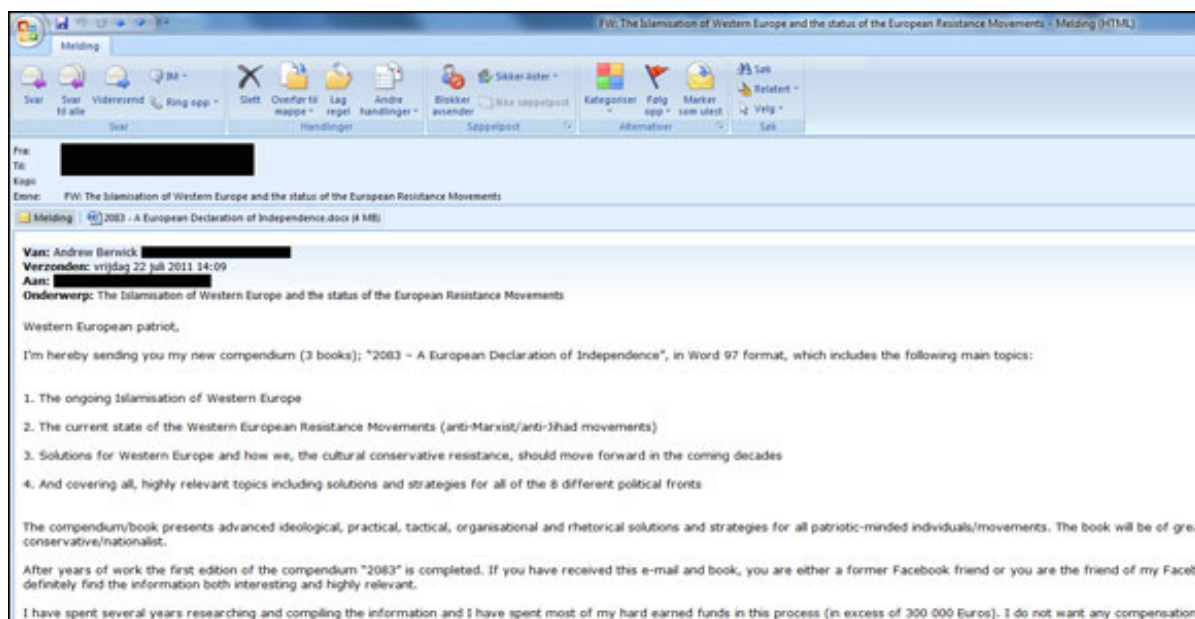 FW: The Islamisation of Western Europe and the status of the European Resistance Movements - Melding (HTML)
Melding
Svar
Svar til alle
Videresend
IM
Ring opp
Svar
Slett
Overfør til mappe
Lag regel
Andre handlinger
Handlinger
Blokker avsender
Sikker-lister
Ikke søppelpost
Søppelpost
Kategoriser
Følg opp
Marker som ulest
Alternativer
Søk
Relatert
Velg
Søk
Fra:
Til:
Kopi:
Emne: FW: The Islamisation of Western Europe and the status of the European Resistance Movements
Melding 2083 - A European Declaration of Independence.docx (4 MB)
Van: Andrew Berwick
Verzonden: vrijdag 22 juli 2011 14:09
Aan:
Onderwerp: The Islamisation of Western Europe and the status of the European Resistance Movements
Western European patriot,
I'm hereby sending you my new compendium (3 books); "2083 – A European Declaration of Independence", in Word 97 format, which includes the following main topics:
1. The ongoing Islamisation of Western Europe
2. The current state of the Western European Resistance Movements (anti-Marxist/anti-Jihad movements)
3. Solutions for Western Europe and how we, the cultural conservative resistance, should move forward in the coming decades
4. And covering all, highly relevant topics including solutions and strategies for all of the 8 different political fronts
The compendium/book presents advanced ideological, practical, tactical, organisational and rhetorical solutions and strategies for all patriotic-minded individuals/movements. The book will be of grea
conservative/nationalist.
After years of work the first edition of the compendium "2083" is completed. If you have received this e-mail and book, you are either a former Facebook friend or you are the friend of my Faceb
definitely find the information both interesting and highly relevant.
I have spent several years researching and compiling the information and I have spent most of my hard earned funds in this process (in excess of 300 000 Euros). I do not want any compensation